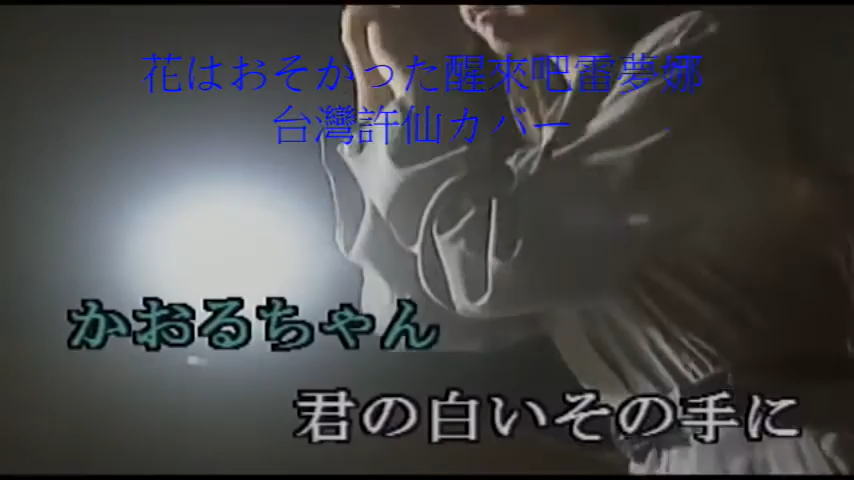 花はおそかった醒來吧雷夢娜
台灣許仙カバー
かおるちゃん
君の白いその手に